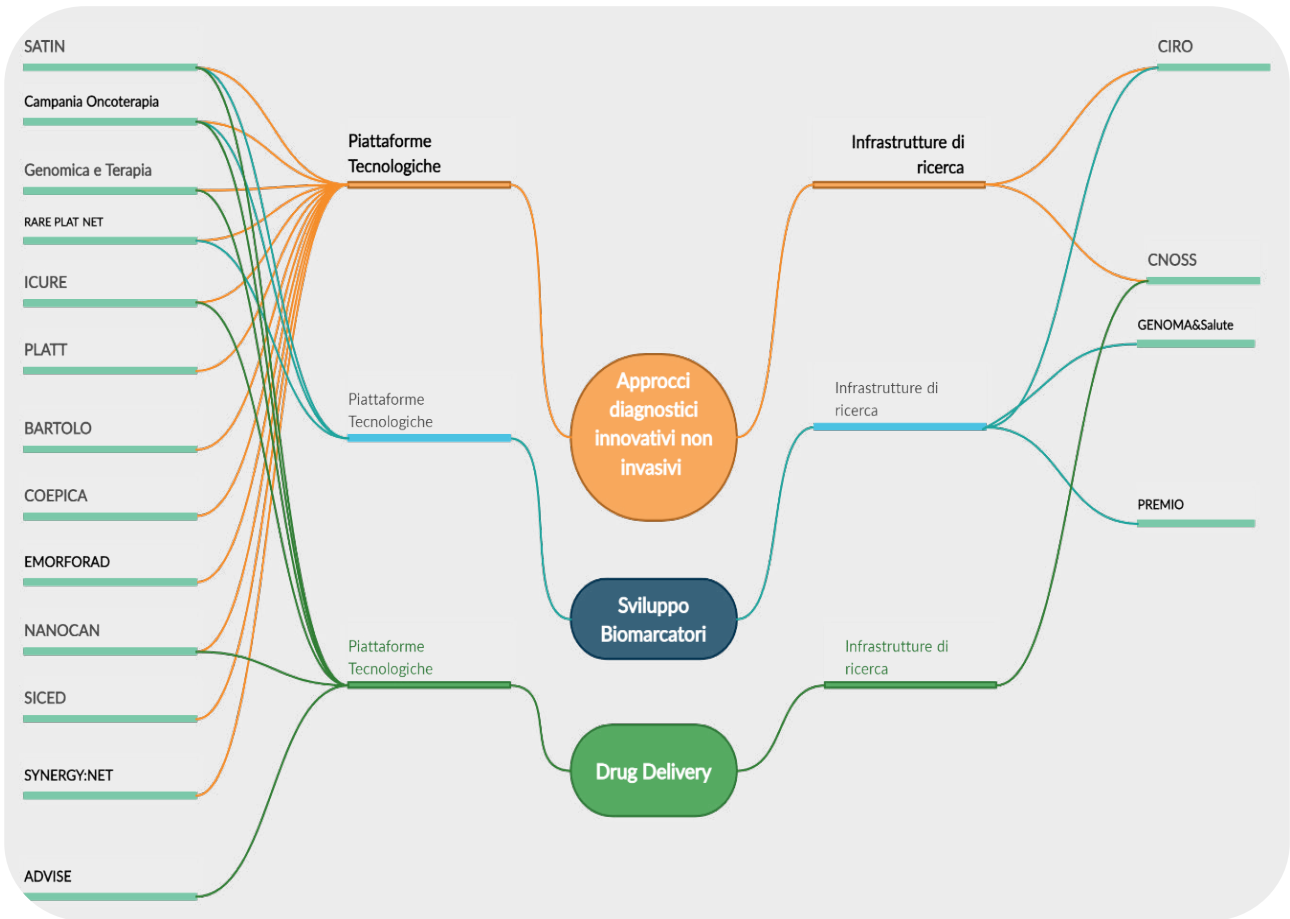 SATIN
Campania Oncoterapia
Genomica e Terapia
RARE PLAT NET
ICURE
PLATT
BARTOLO
COEPICA
EMORFORAD
NANOCAN
SICED
SYNERGY:NET
ADVISE
Piattaforme
Tecnologiche
Piattaforme
Tecnologiche
Piattaforme
Tecnologiche
Approcci
diagnostici
innovativi non
invasivi
Sviluppo
Biomarcatori
Drug Delivery
Infrastrutture di
ricerca
Infrastrutture di
ricerca
Infrastrutture di
ricerca
CIRO
CNOSS
GENOMA&Salute
PREMIO